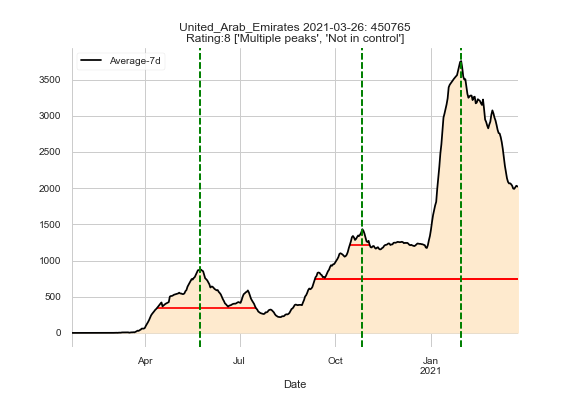 United_Arab_Emirates 2021-03-26: 450765
Rating:8 ['Multiple peaks', 'Not in control']
Average-7d
3500
3000
2500
2000
1500
1000
500
0
Apr
Jul
Oct
Jan
2021
Date